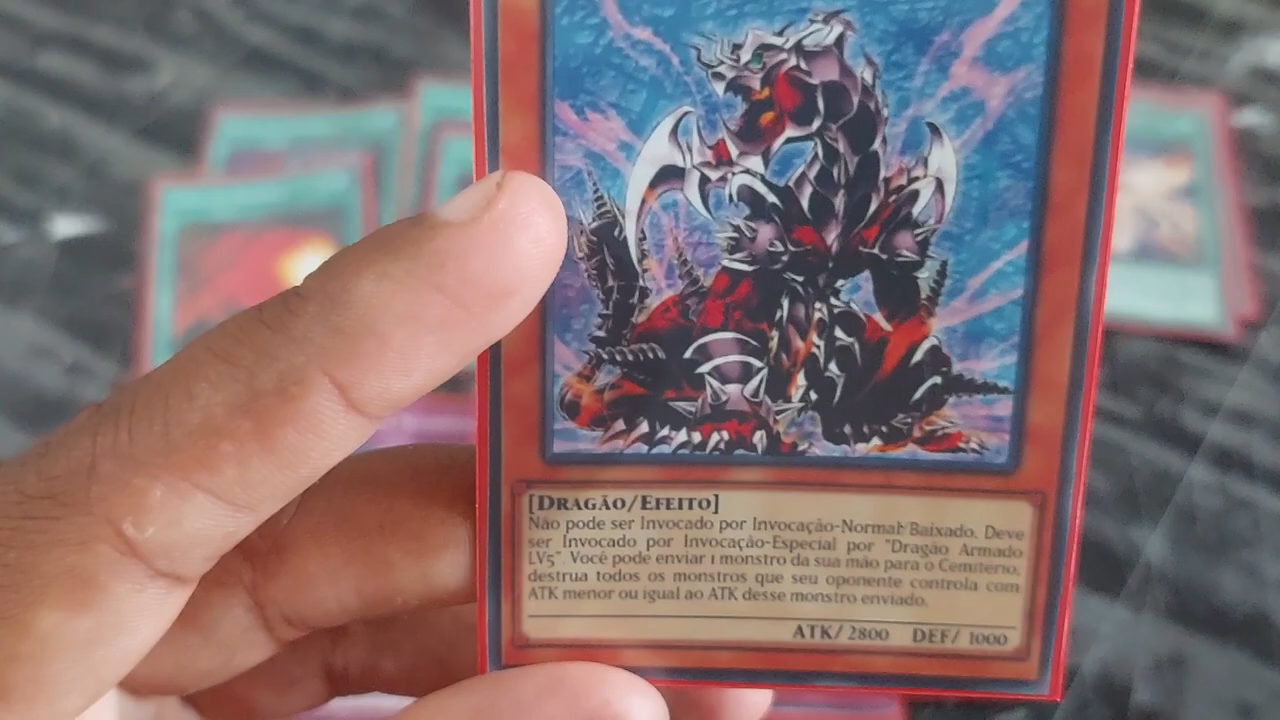 [DRAGÃO/EFEITO]
Não pode ser Invocado por Invocação-Normal/Baixado. Deve
ser Invocado por Invocação-Especial por "Dragão Armado
LV5". Você pode enviar 1 monstro da sua mão para o Cemitério;
destrua todos os monstros que seu oponente controla com
ATK menor ou igual ao ATK desse monstro enviado.
ATK/ 2800 DEF/ 1000